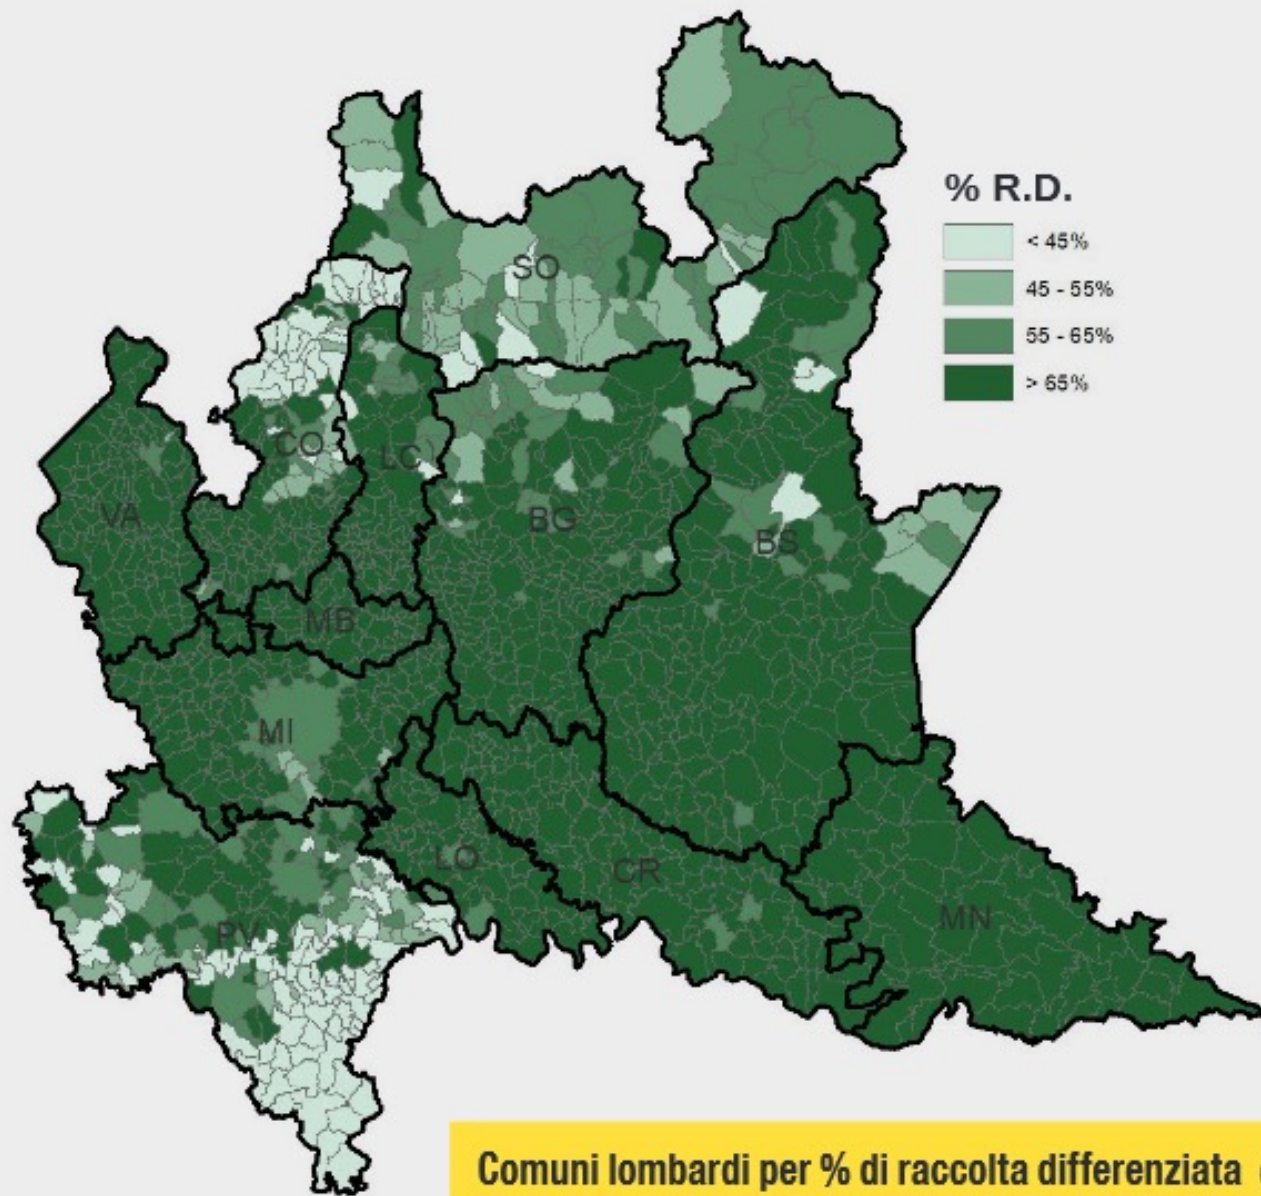 % R.D.
< 45%
45 - 55%
55 - 65%
> 65%
SO
CO
LC
VA
BG
BS
MB
MI
LO
CR
PV
MN
Comuni lombardi per % di raccolta differenziata